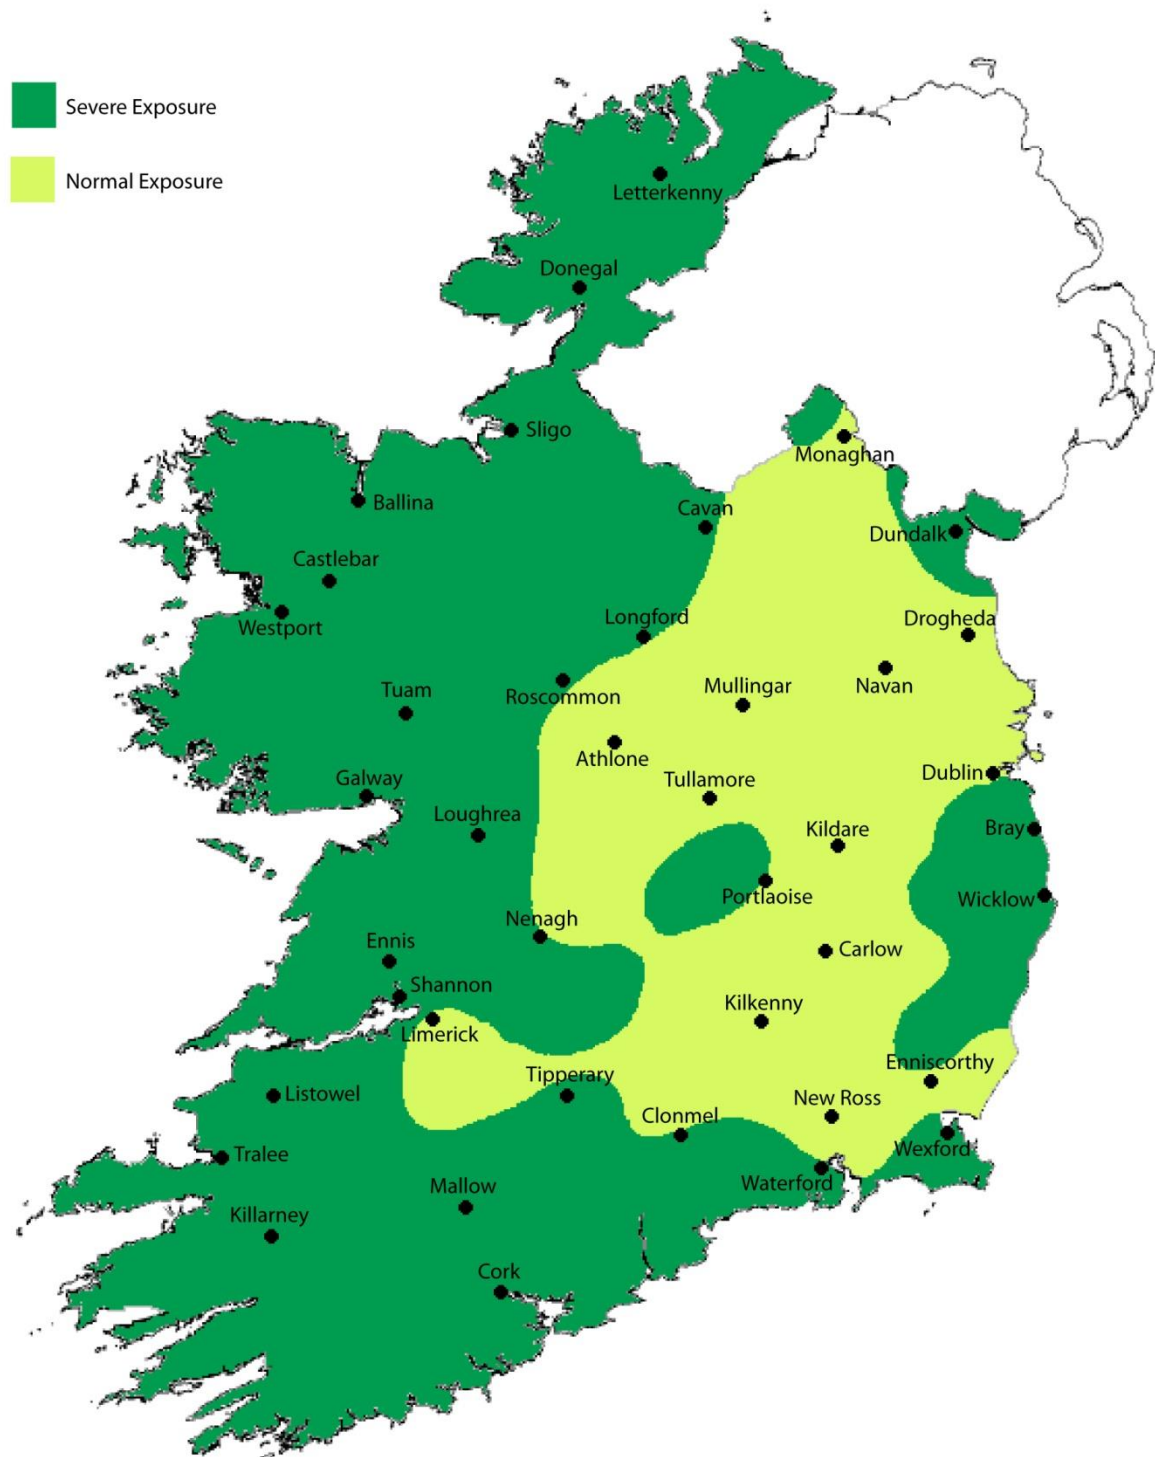 Severe Exposure
Normal Exposure
Letterkenny
Donegal
Sligo
Monaghan
Ballina
Cavan
Dundalk
Castlebar
Westport
Longford
Drogheda
Roscommon
Tuam
Mullingar
Navan
Athlone
Galway
Tullamore
Dublin
Loughrea
Kildare
Bray
Portlaoise
Wicklow
Nenagh
Ennis
Carlow
Shannon
Kilkenny
Limerick
Enniscorthy
Listowel
Tipperary
New Ross
Clonmel
Wexford
Tralee
Waterford
Mallow
Killarney
Cork